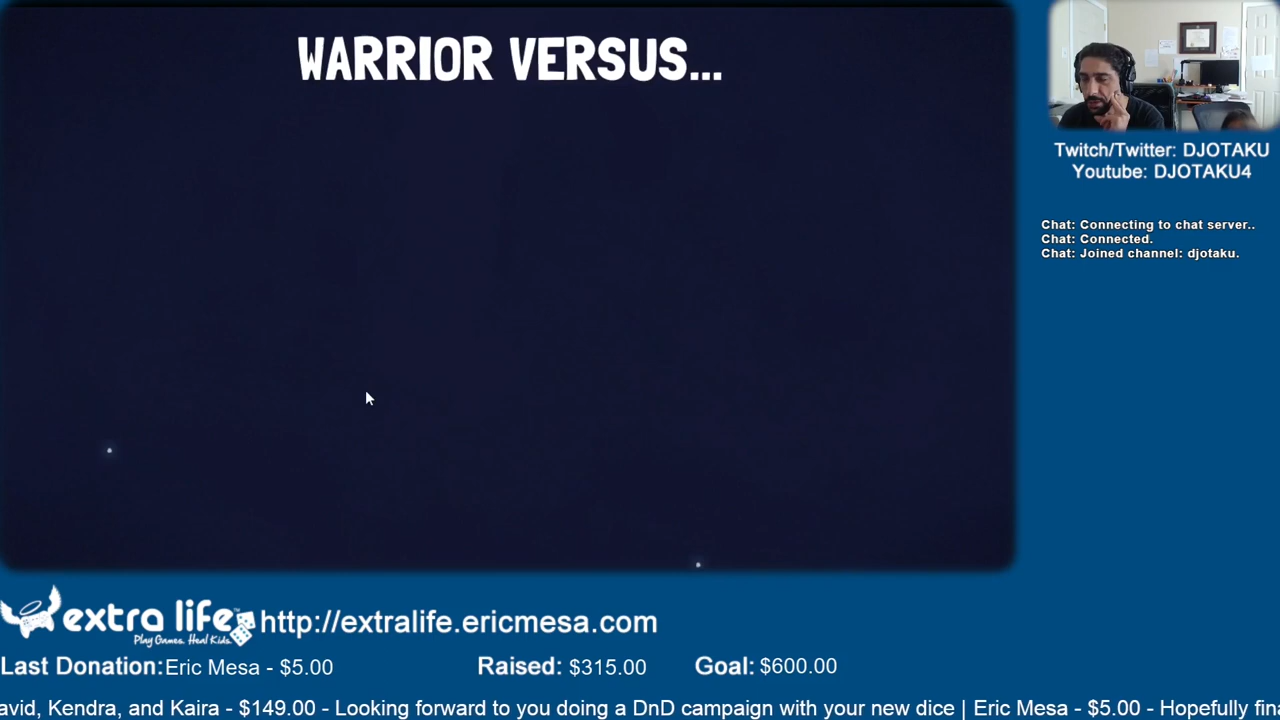 WARRIOR VERSUS...
Twitch/Twitter: DJOTAKU
Youtube: DJOTAKU4
Chat: Connecting to chat server..
Chat: Connected.
Chat: Joined channel: djotaku.
extra life
Play Games. Heal Kids.
http://extralife.ericmesa.com
Last Donation: Eric Mesa - $5.00 Raised: $315.00 Goal: $600.00
avid, Kendra, and Kaira - $149.00 - Looking forward to you doing a DnD campaign with your new dice | Eric Mesa - $5.00 - Hopefully fina